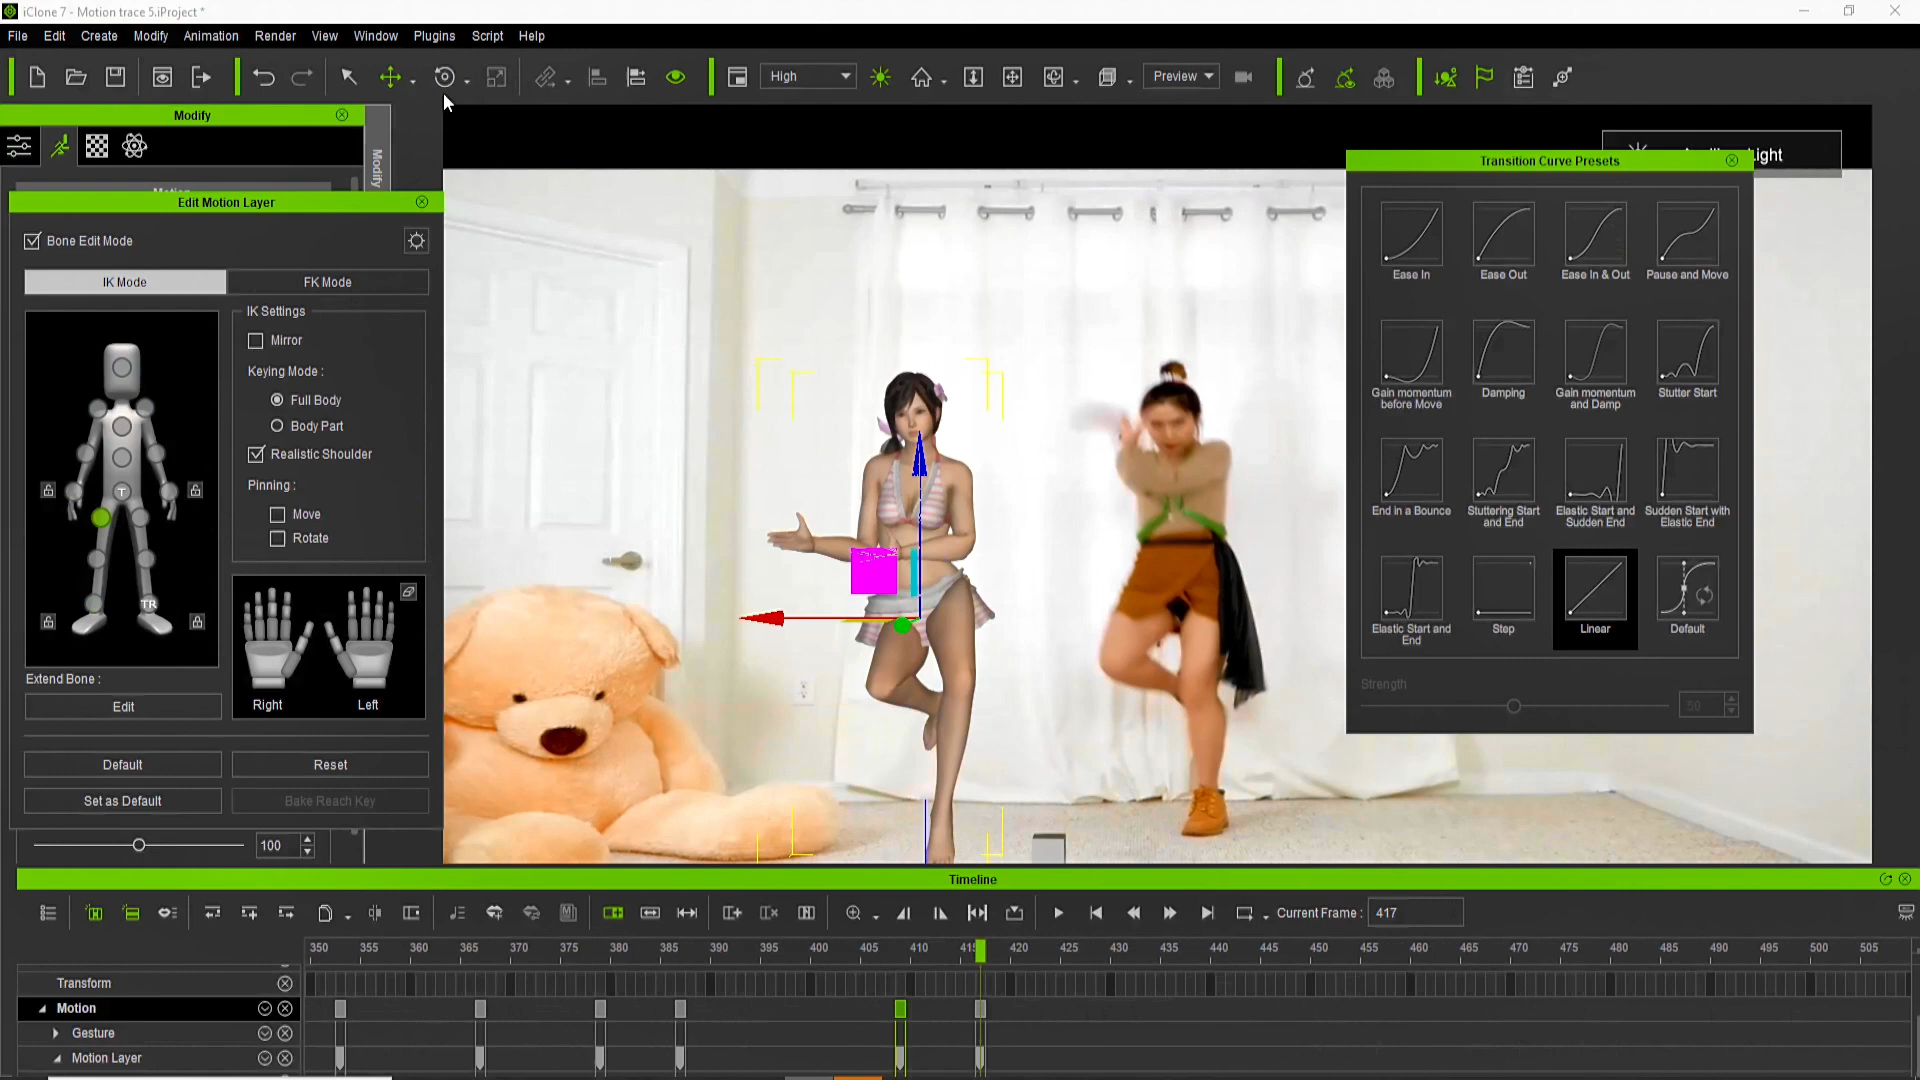 iClone 7 - Motion trace 5.iProject *
File Edit Create Modify Animation Render View Window Plugins Script Help
High
Preview
Modify
Modify
Edit Motion Layer
Bone Edit Mode
IK Mode
FK Mode
IK Settings
Mirror
Keying Mode :
Full Body
Body Part
Realistic Shoulder
Pinning :
Move
Rotate
T
TR
Right
Left
Extend Bone :
Edit
Default
Reset
Set as Default
Bake Reach Key
100
Transition Curve Presets
Ease In
Ease Out
Ease In & Out
Pause and Move
Gain momentum
before Move
Damping
Gain momentum
and Damp
Stutter Start
End in a Bounce
Stuttering Start
and End
Elastic Start and
Sudden End
Sudden Start with
Elastic End
Elastic Start and
End
Step
Linear
Default
Strength
50
Timeline
Current Frame :
417
350 355 360 365 370 375 380 385 390 395 400 405 410 415 420 425 430 435 440 445 450 455 460 465 470 475 480 485 490 495 500 505
Transform
Motion
Gesture
Motion Layer